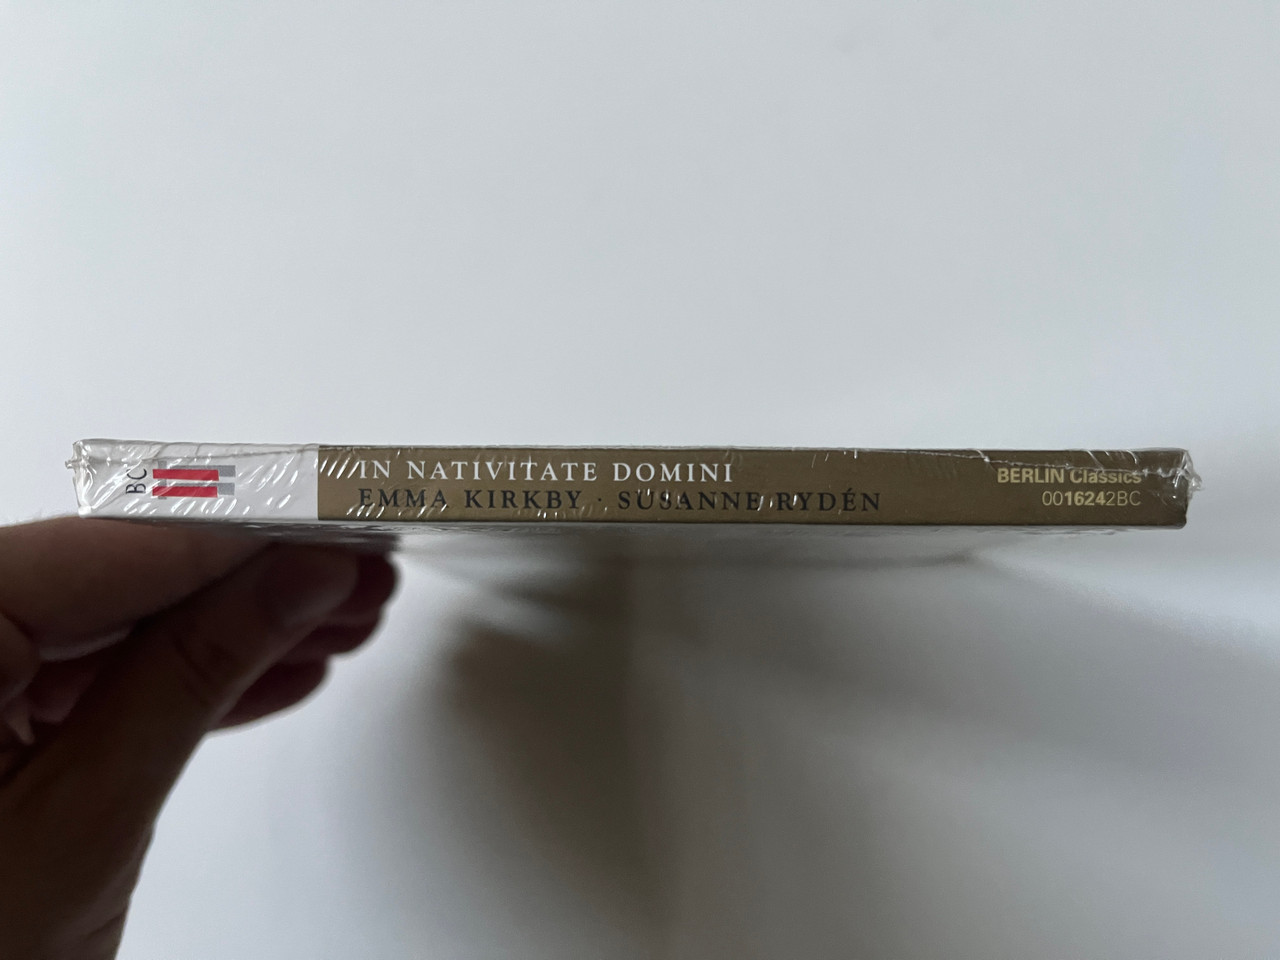 BC
IN NATIVITATE DOMINI
EMMA KIRKBY · SUSANNE RYDÉN
BERLIN Classics
0016242BC